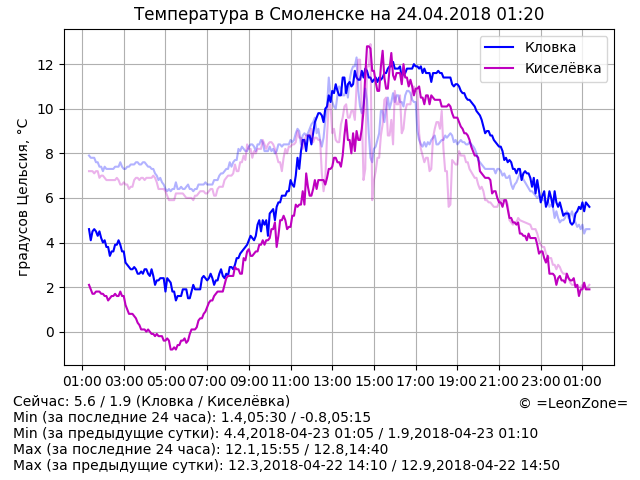 Температура в Смоленске на 24.04.2018 01:20
Кловка
Киселёвка
градусов Цельсия, °C
12
10
8
6
4
2
0
01:00 03:00 05:00 07:00 09:00 11:00 13:00 15:00 17:00 19:00 21:00 23:00 01:00
Сейчас: 5.6 / 1.9 (Кловка / Киселёвка)
© =LeonZone=
Min (за последние 24 часа): 1.4,05:30 / -0.8,05:15
Min (за предыдущие сутки): 4.4,2018-04-23 01:05 / 1.9,2018-04-23 01:10
Max (за последние 24 часа): 12.1,15:55 / 12.8,14:40
Max (за предыдущие сутки): 12.3,2018-04-22 14:10 / 12.9,2018-04-22 14:50